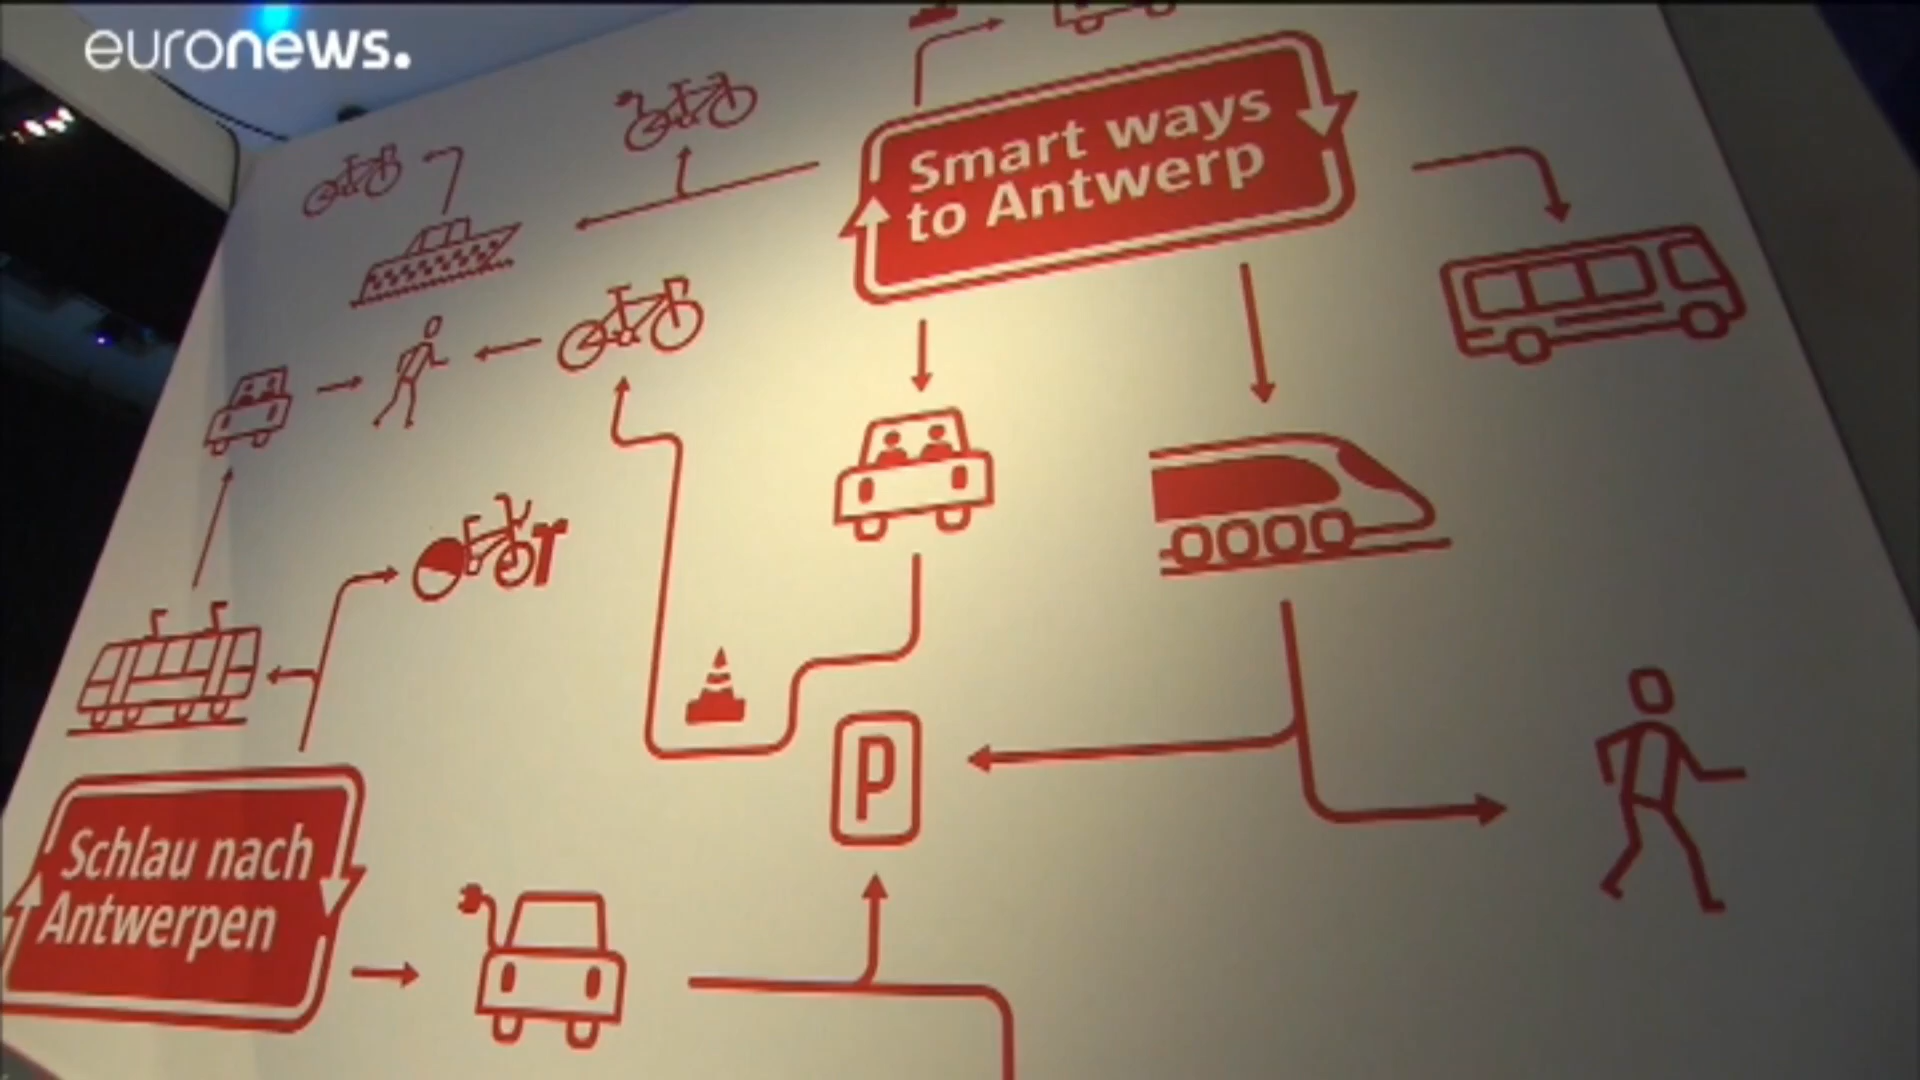 euronews.
Smart ways
to Antwerp
P
Schlau nach
Antwerpen